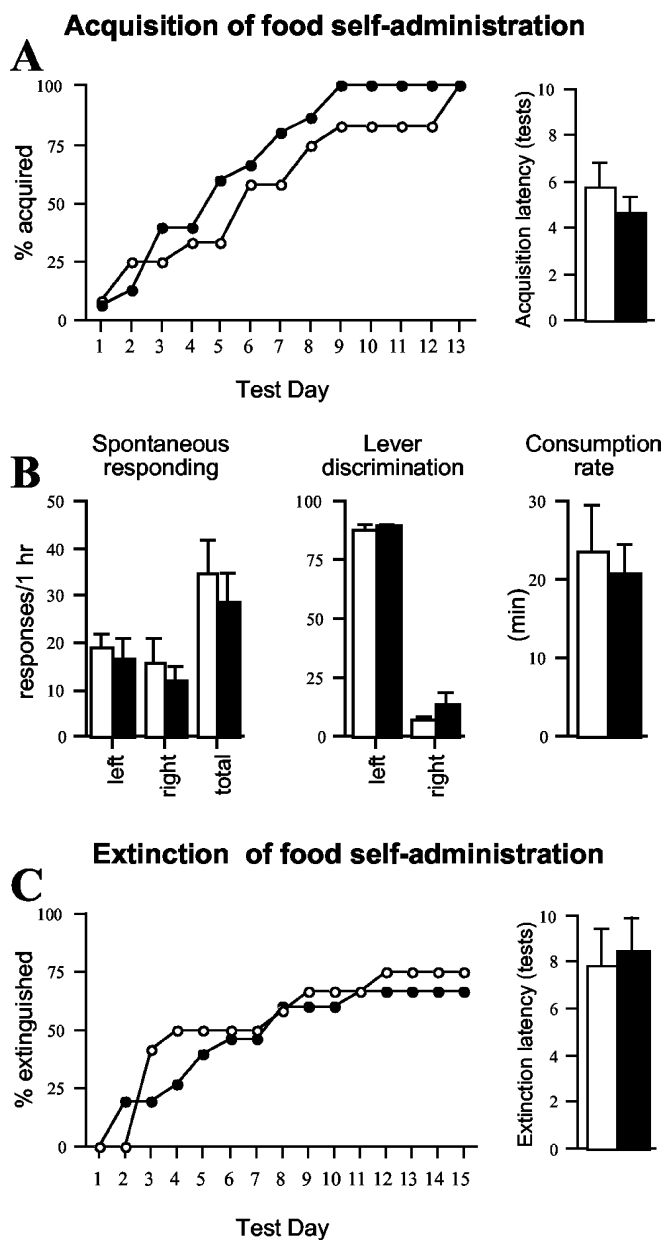 Acquisition of food self-administration
A
% acquired
100
75
50
25
0
1 2 3 4 5 6 7 8 9 10 11 12 13
Test Day
Acquisition latency (tests)
10
8
6
4
2
0
B
Spontaneous
responding
responses/1 hr
50
40
30
20
10
0
left
right
total
Lever
discrimination
100
75
50
25
0
left
right
Consumption
rate
(min)
30
20
10
0
Extinction of food self-administration
C
% extinguished
100
75
50
25
0
1 2 3 4 5 6 7 8 9 10 11 12 13 14 15
Test Day
Extinction latency (tests)
10
8
6
4
2
0